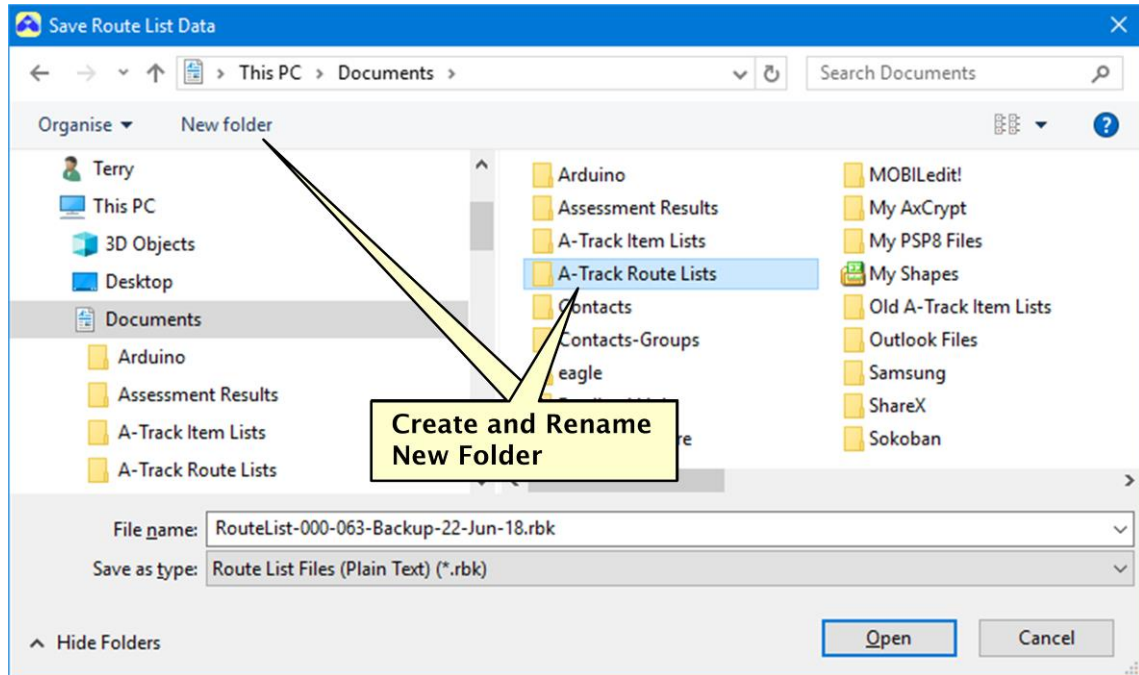 Save Route List Data
This PC > Documents >
Search Documents
Organise
New folder
Terry
This PC
3D Objects
Desktop
Documents
Arduino
Assessment Results
A-Track Item Lists
A-Track Route Lists
Arduino
Assessment Results
A-Track Item Lists
A-Track Route Lists
Contacts
Contacts-Groups
eagle
re
MOBILedit!
My AxCrypt
My PSP8 Files
My Shapes
Old A-Track Item Lists
Outlook Files
Samsung
ShareX
Sokoban
Create and Rename
New Folder
File name: RouteList-000-063-Backup-22-Jun-18.rbk
Save as type: Route List Files (Plain Text) (*.rbk)
Hide Folders
Open
Cancel